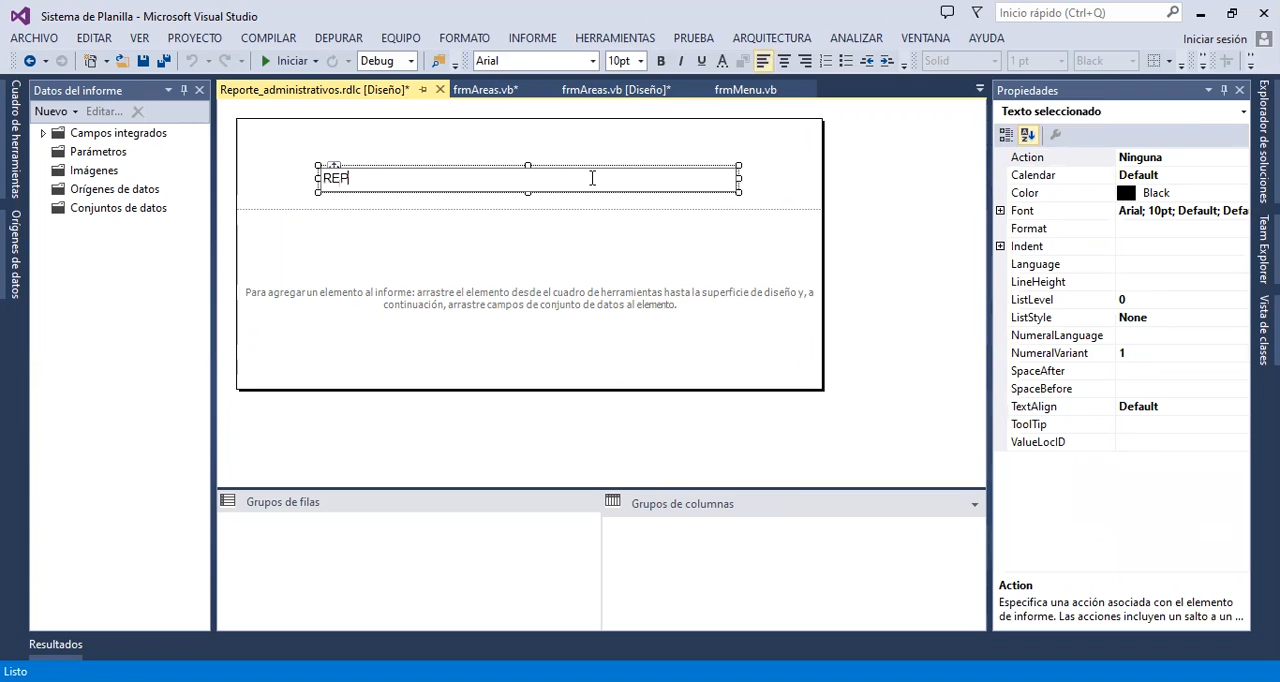 Sistema de Planilla - Microsoft Visual Studio
Inicio rápido (Ctrl+Q)
ARCHIVO EDITAR VER PROYECTO COMPILAR DEPURAR EQUIPO FORMATO INFORME HERRAMIENTAS PRUEBA ARQUITECTURA ANALIZAR VENTANA AYUDA
Iniciar sesión
Iniciar Debug Arial 10pt Solid 1 pt Black
Datos del informe
Nuevo Editar...
Campos integrados
Parámetros
Imágenes
Orígenes de datos
Conjuntos de datos
Cuadro de herramientas
Orígenes de datos
Reporte_administrativos.rdlc [Diseño]* frmAreas.vb* frmAreas.vb [Diseño]* frmMenu.vb
REP
Para agregar un elemento al informe: arrastre el elemento desde el cuadro de herramientas hasta la superficie de diseño y, a
continuación, arrastre campos de conjunto de datos al elemento.
Grupos de filas
Grupos de columnas
Propiedades
Texto seleccionado
Action Ninguna
Calendar Default
Color Black
Font Arial; 10pt; Default; Defa
Format
Indent
Language
LineHeight
ListLevel 0
ListStyle None
NumeralLanguage
NumeralVariant 1
SpaceAfter
SpaceBefore
TextAlign Default
ToolTip
ValueLocID
Action
Especifica una acción asociada con el elemento
de informe. Las acciones incluyen un salto a un ...
Explorador de soluciones
Team Explorer
Vista de clases
Resultados
Listo